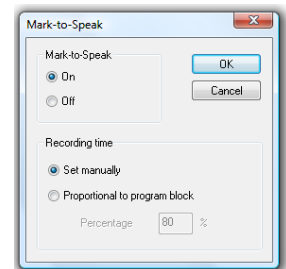 Mark-to-Speak
Mark-to-Speak
On
Off
OK
Cancel
Recording time
Set manually
Proportional to program block
Percentage 80 %